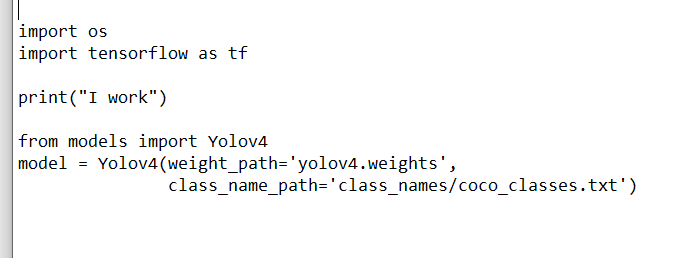 import os
import tensorflow as tf
print("I work")
from models import Yolov4
model = Yolov4(weight_path='yolov4.weights',
class_name_path='class_names/coco_classes.txt')